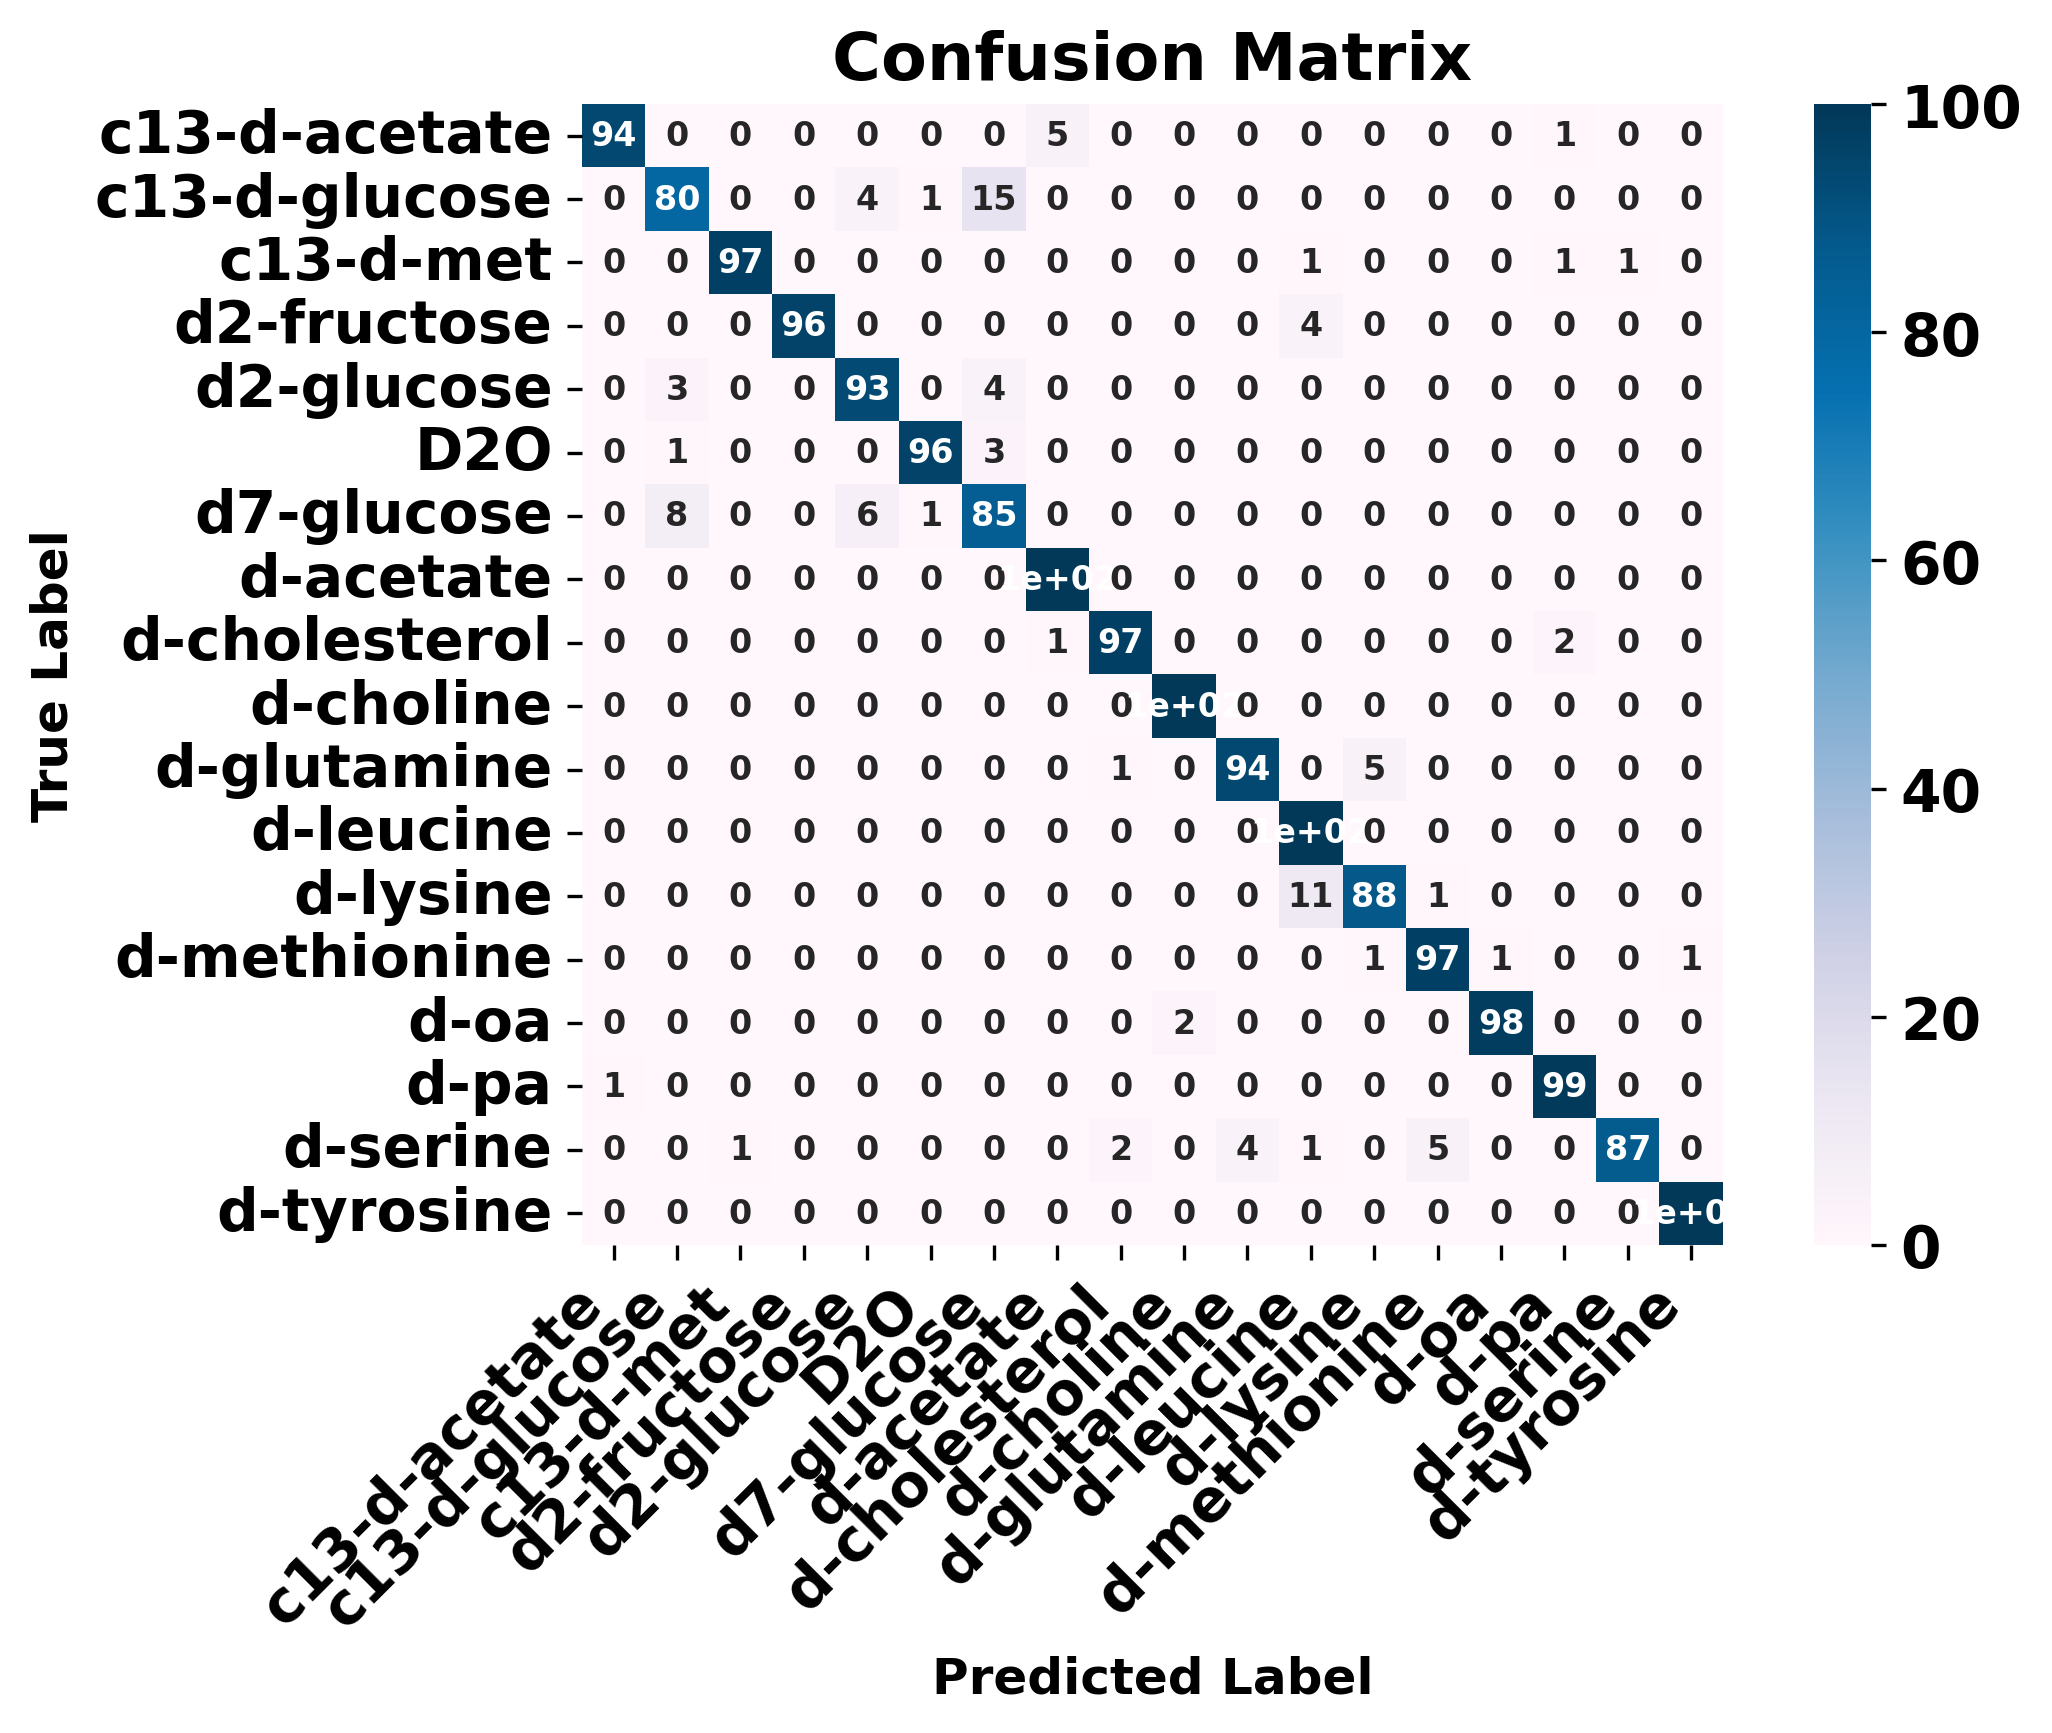 Confusion Matrix
c13-d-acetate 94 0 0 0 0 0 0 5 0 0 0 0 0 0 0 1 0 0
c13-d-glucose 0 80 0 0 4 1 15 0 0 0 0 0 0 0 0 0 0 0
c13-d-met 0 0 97 0 0 0 0 0 0 0 0 1 0 0 0 1 1 0
d2-fructose 0 0 0 96 0 0 0 0 0 0 0 4 0 0 0 0 0 0
d2-glucose 0 3 0 0 93 0 4 0 0 0 0 0 0 0 0 0 0 0
D2O 0 1 0 0 0 96 3 0 0 0 0 0 0 0 0 0 0 0
d7-glucose 0 8 0 0 6 1 85 0 0 0 0 0 0 0 0 0 0 0
d-acetate 0 0 0 0 0 0 0 1e+02 0 0 0 0 0 0 0 0 0 0
d-cholesterol 0 0 0 0 0 0 0 1 97 0 0 0 0 0 0 2 0 0
d-choline 0 0 0 0 0 0 0 0 0 1e+02 0 0 0 0 0 0 0 0
d-glutamine 0 0 0 0 0 0 0 0 1 0 94 0 5 0 0 0 0 0
d-leucine 0 0 0 0 0 0 0 0 0 0 0 1e+02 0 0 0 0 0 0
d-lysine 0 0 0 0 0 0 0 0 0 0 0 11 88 1 0 0 0 0
d-methionine 0 0 0 0 0 0 0 0 0 0 0 0 1 97 1 0 0 1
d-oa 0 0 0 0 0 0 0 0 0 2 0 0 0 0 98 0 0 0
d-pa 1 0 0 0 0 0 0 0 0 0 0 0 0 0 0 99 0 0
d-serine 0 0 1 0 0 0 0 0 2 0 4 1 0 5 0 0 87 0
d-tyrosine 0 0 0 0 0 0 0 0 0 0 0 0 0 0 0 0 0 1e+0
True Label
c13-d-acetate
c13-d-glucose
c13-d-met
d2-fructose
d2-glucose
D2O
d7-glucose
d-acetate
d-cholesterol
d-choline
d-glutamine
d-leucine
d-lysine
d-methionine
d-oa
d-pa
d-serine
d-tyrosine
Predicted Label
100
80
60
40
20
0